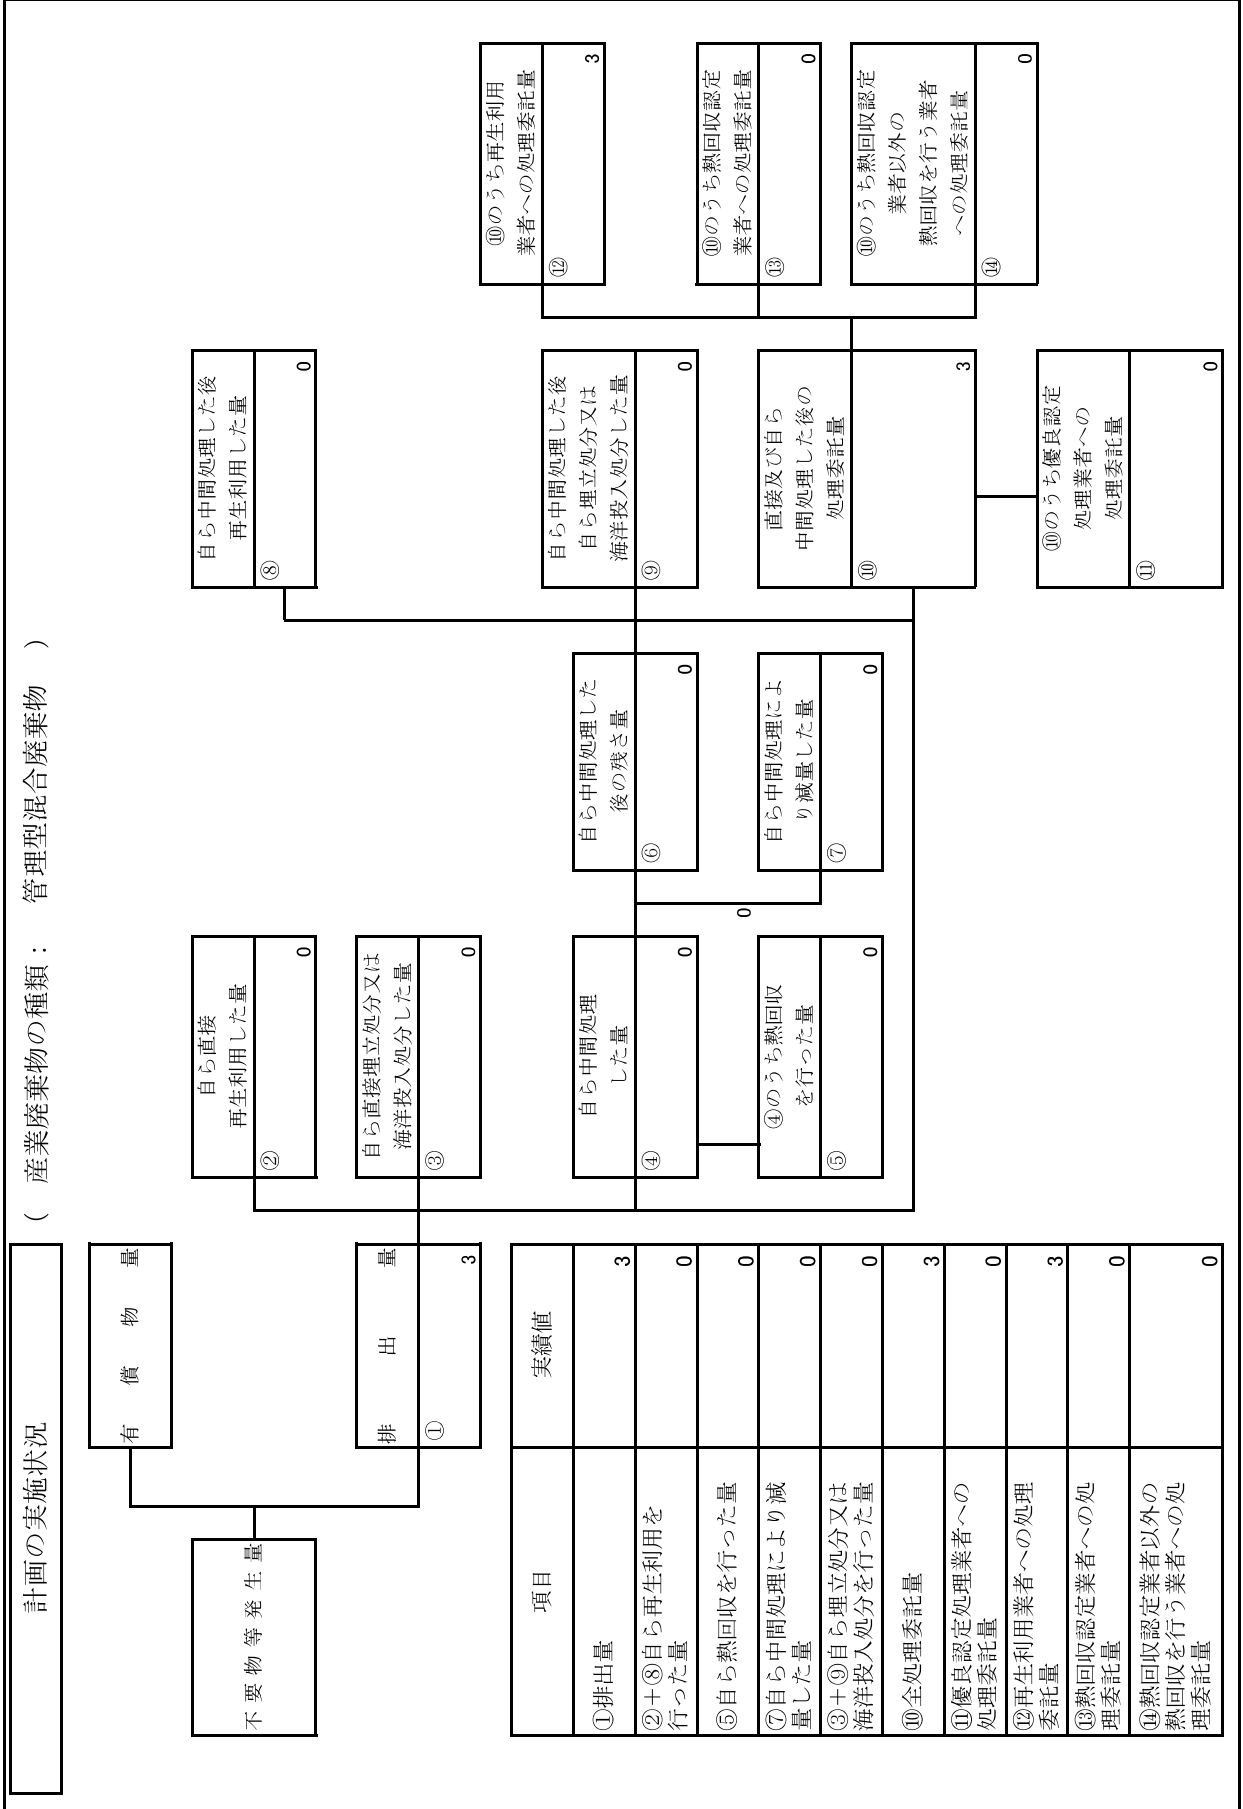 計画の実施状況
（　産業廃棄物の種類：　管理型混合廃棄物　）
不要物等発生量
有償物量
排出量
①
3
自ら直接
再生利用した量
②
0
自ら直接埋立処分又は
海洋投入処分した量
③
0
自ら中間処理
した量
④
0
④のうち熱回収
を行った量
⑤
0
0
自ら中間処理した
後の残さ量
⑥
0
自ら中間処理によ
り減量した量
⑦
0
自ら中間処理した後
再生利用した量
⑧
0
自ら中間処理した後
自ら埋立処分又は
海洋投入処分した量
⑨
0
直接及び自ら
中間処理した後の
処理委託量
⑩
3
⑩のうち優良認定
処理業者への
処理委託量
⑪
0
⑩のうち再生利用
業者への処理委託量
⑫
3
⑩のうち熱回収認定
業者への処理委託量
⑬
0
⑩のうち熱回収認定
業者以外の
熱回収を行う業者
への処理委託量
⑭
0
項目 実績値
①排出量 3
②＋⑧自ら再生利用を
行った量 0
⑤自ら熱回収を行った量 0
⑦自ら中間処理により減
量した量 0
③＋⑨自ら埋立処分又は
海洋投入処分を行った量 0
⑩全処理委託量 3
⑪優良認定処理業者への
処理委託量 0
⑫再生利用業者への処理
委託量 3
⑬熱回収認定業者への処
理委託量 0
⑭熱回収認定業者以外の
熱回収を行う業者への処
理委託量 0